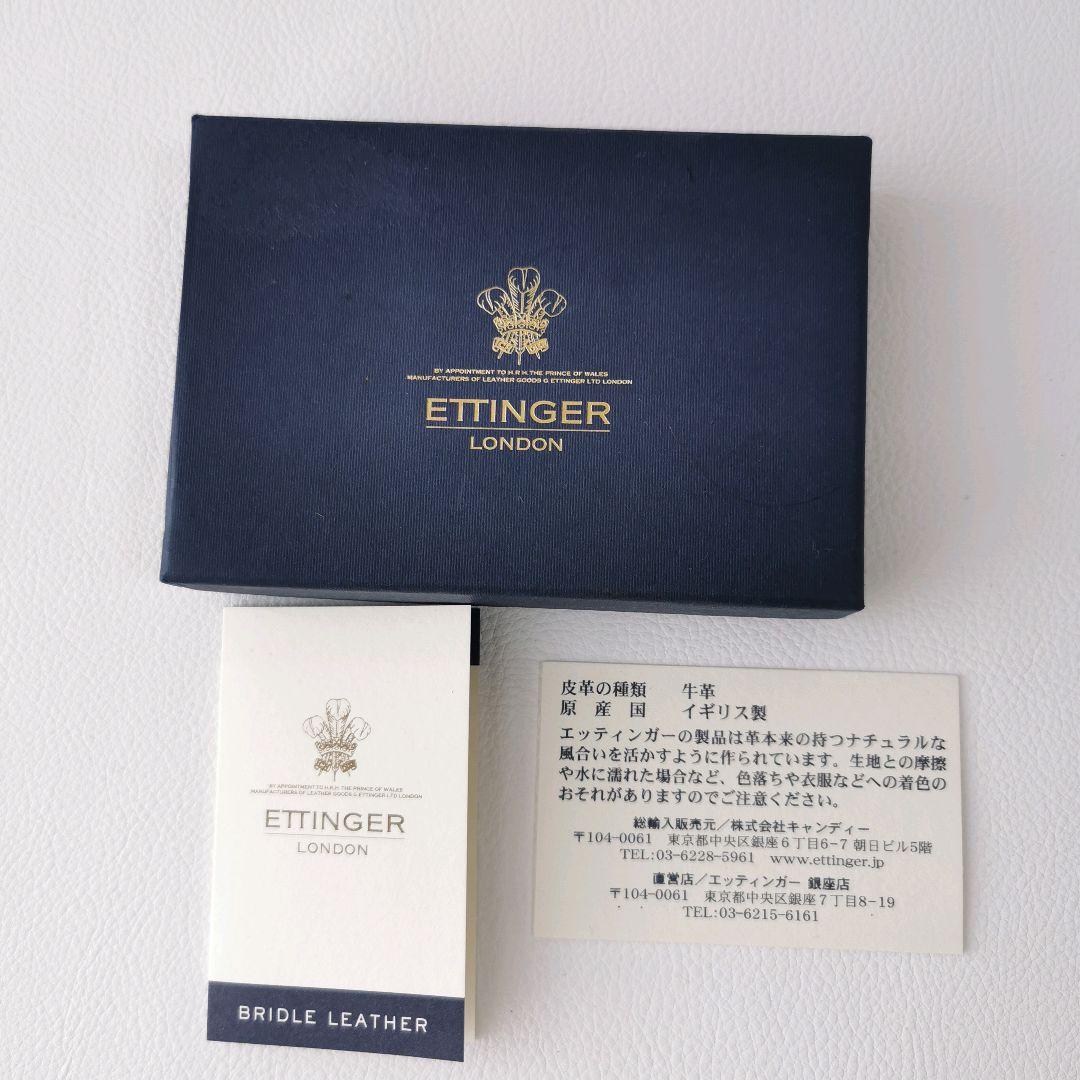 BY APPOINTMENT TO H.R.H. THE PRINCE OF WALES
MANUFACTURERS OF LEATHER GOODS G ETTINGER LTD LONDON
ETTINGER
LONDON
BY APPOINTMENT TO H.R.H. THE PRINCE OF WALES
MANUFACTURERS OF LEATHER GOODS G ETTINGER LTD LONDON
ETTINGER
LONDON
BRIDLE LEATHER
皮革の種類 牛革
原産国 イギリス製
エッティンガーの製品は革本来の持つナチュラルな
風合いを活かすように作られています。生地との摩擦
や水に濡れた場合など、色落ちや衣服などへの着色の
おそれがありますのでご注意ください。
総輸入販売元／株式会社キャンディー
〒104-0061 東京都中央区銀座6丁目6-7 朝日ビル5階
TEL:03-6228-5961 www.ettinger.jp
直営店／エッティンガー 銀座店
〒104-0061 東京都中央区銀座7丁目8-19
TEL:03-6215-6161